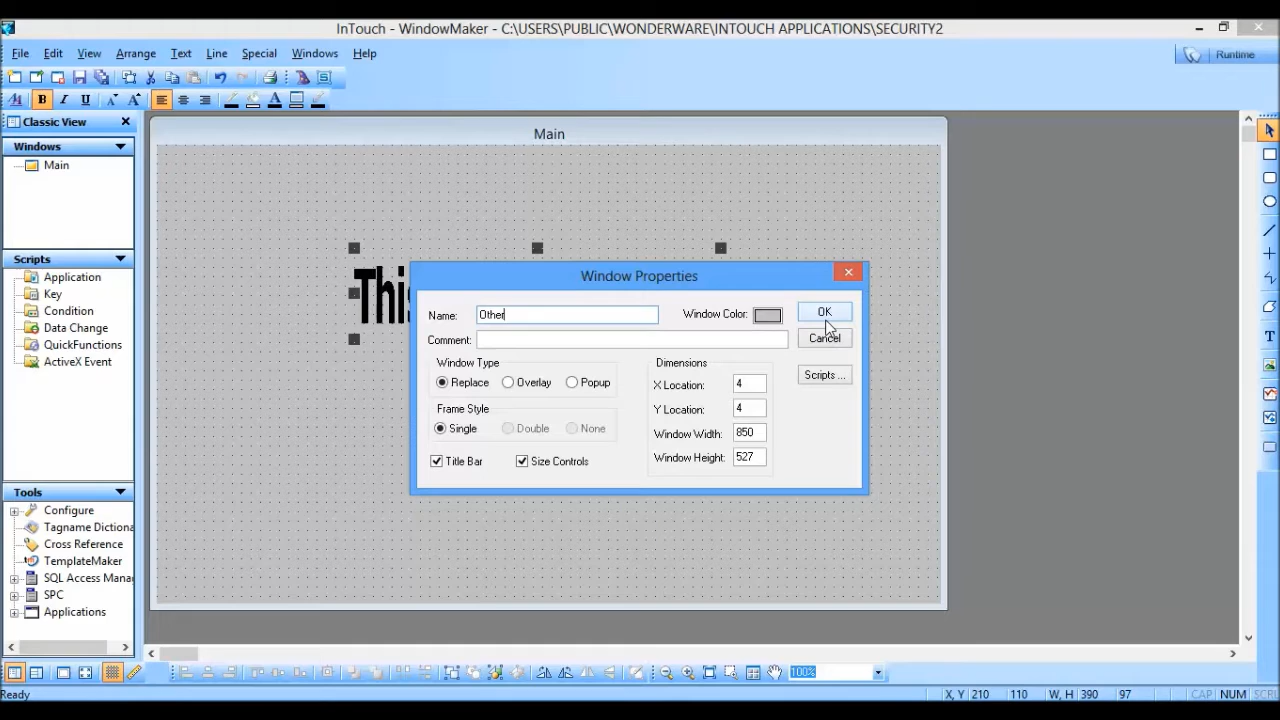 InTouch - WindowMaker - C:\USERS\PUBLIC\WONDERWARE\INTOUCH APPLICATIONS\SECURITY2
File Edit View Arrange Text Line Special Windows Help
Runtime
B I U A A A
Classic View
Windows
Main
Scripts
Application
Key
Condition
Data Change
QuickFunctions
ActiveX Event
Tools
Configure
Tagname Dictiona
Cross Reference
TemplateMaker
SQL Access Mana
SPC
Applications
Main
This
Window Properties
Name: Other
Window Color:
OK
Comment:
Cancel
Window Type
Replace Overlay Popup
Frame Style
Single Double None
Title Bar Size Controls
Dimensions
X Location: 4
Y Location: 4
Window Width: 850
Window Height: 527
Scripts ...
T
100%
Ready
X, Y 210 110 W, H 390 97 CAP NUM SCRL